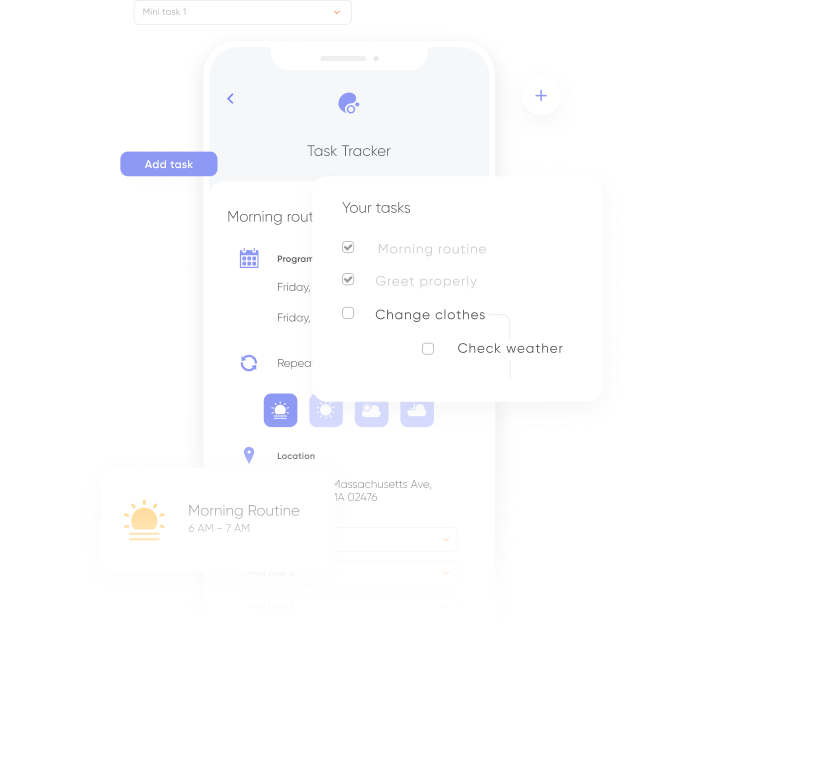 Mini task 1
Task Tracker
Add task
Your tasks
Morning rout
Morning routine
Program
Greet properly
Friday,
Change clothes
Friday,
Check weather
Repea
Location
Massachusetts Ave,
MA 02476
Morning Routine
6 AM - 7 AM